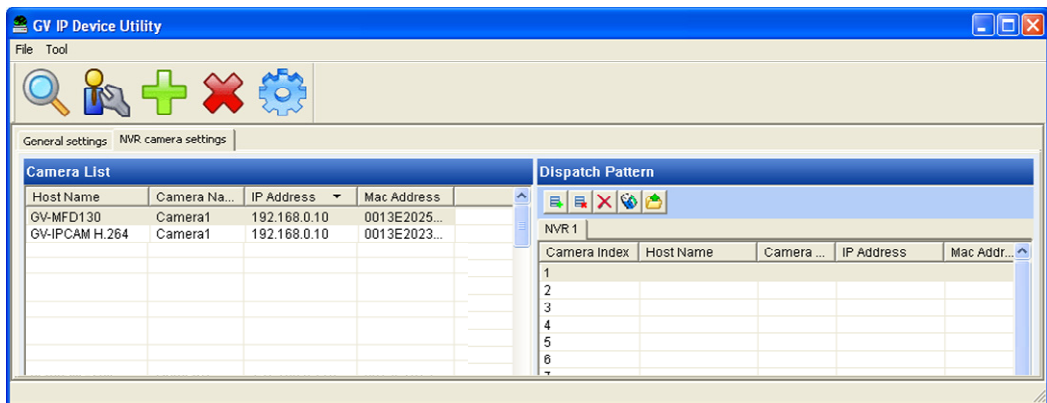 GV IP Device Utility
File Tool
General settings NVR camera settings
Camera List
Host Name Camera Na... IP Address Mac Address
GV-MFD130 Camera1 192.168.0.10 0013E2025...
GV-IPCAM H.264 Camera1 192.168.0.10 0013E2023...
Dispatch Pattern
NVR 1
Camera Index Host Name Camera ... IP Address Mac Addr...
1
2
3
4
5
6